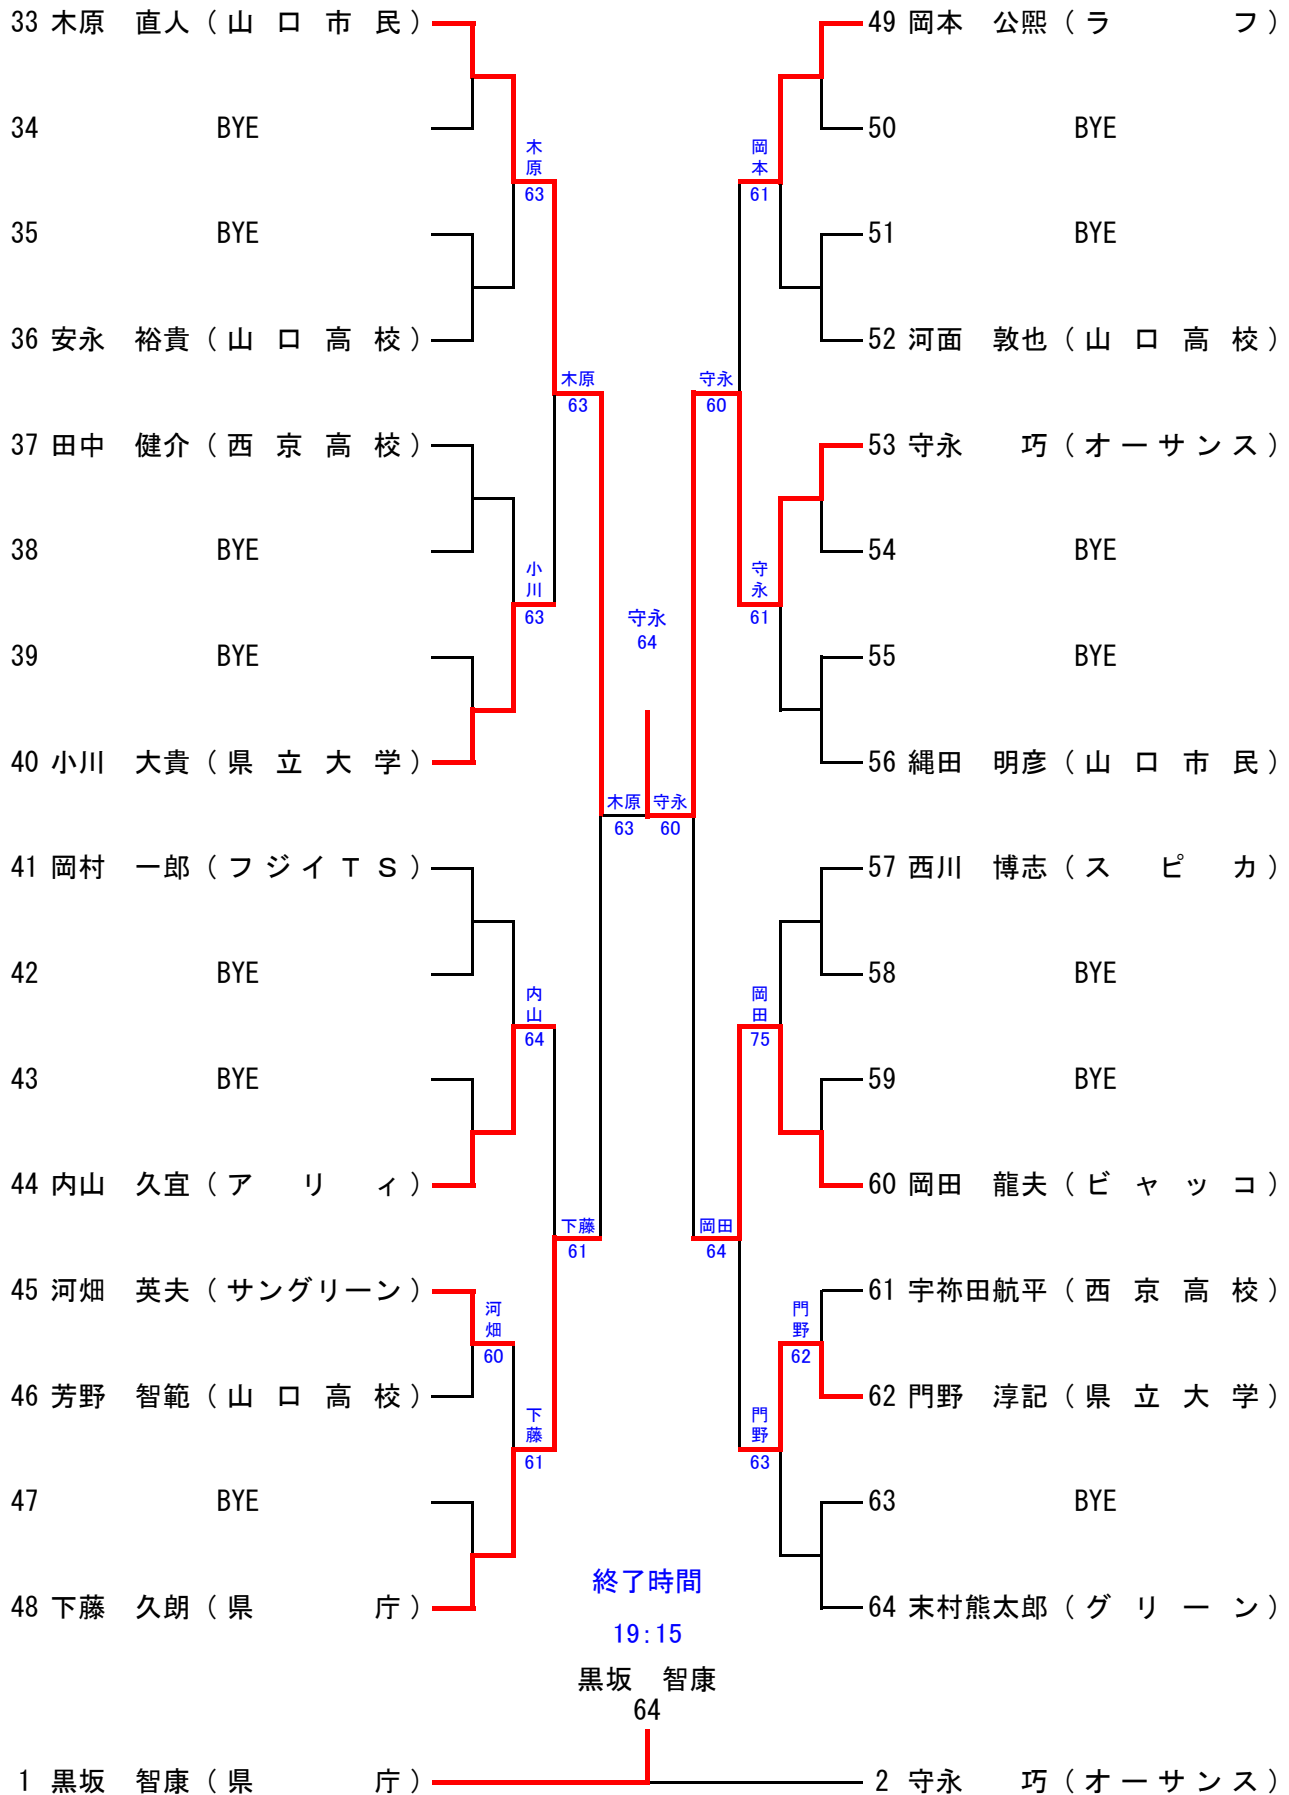 33 木原　直人（山口市民）
49 岡本　公熙（ラフ）
34 BYE
50 BYE
木原
63
岡本
61
35 BYE
51 BYE
36 安永　裕貴（山口高校）
52 河面　敦也（山口高校）
木原
63
守永
60
37 田中　健介（西京高校）
53 守永　巧（オーサンス）
38 BYE
54 BYE
小川
63
守永
64
守永
61
39 BYE
55 BYE
40 小川　大貴（県立大学）
56 縄田　明彦（山口市民）
木原
63
守永
60
41 岡村　一郎（フジイＴＳ）
57 西川　博志（スピカ）
42 BYE
58 BYE
内山
64
岡田
75
43 BYE
59 BYE
44 内山　久宜（アリィ）
60 岡田　龍夫（ビャッコ）
下藤
61
岡田
64
45 河畑　英夫（サングリーン）
61 宇祢田航平（西京高校）
河畑
60
門野
62
46 芳野　智範（山口高校）
62 門野　淳記（県立大学）
下藤
61
門野
63
47 BYE
63 BYE
48 下藤　久朗（県庁）
64 末村熊太郎（グリーン）
終了時間
19:15
黒坂　智康
64
1 黒坂　智康（県庁）
2 守永　巧（オーサンス）